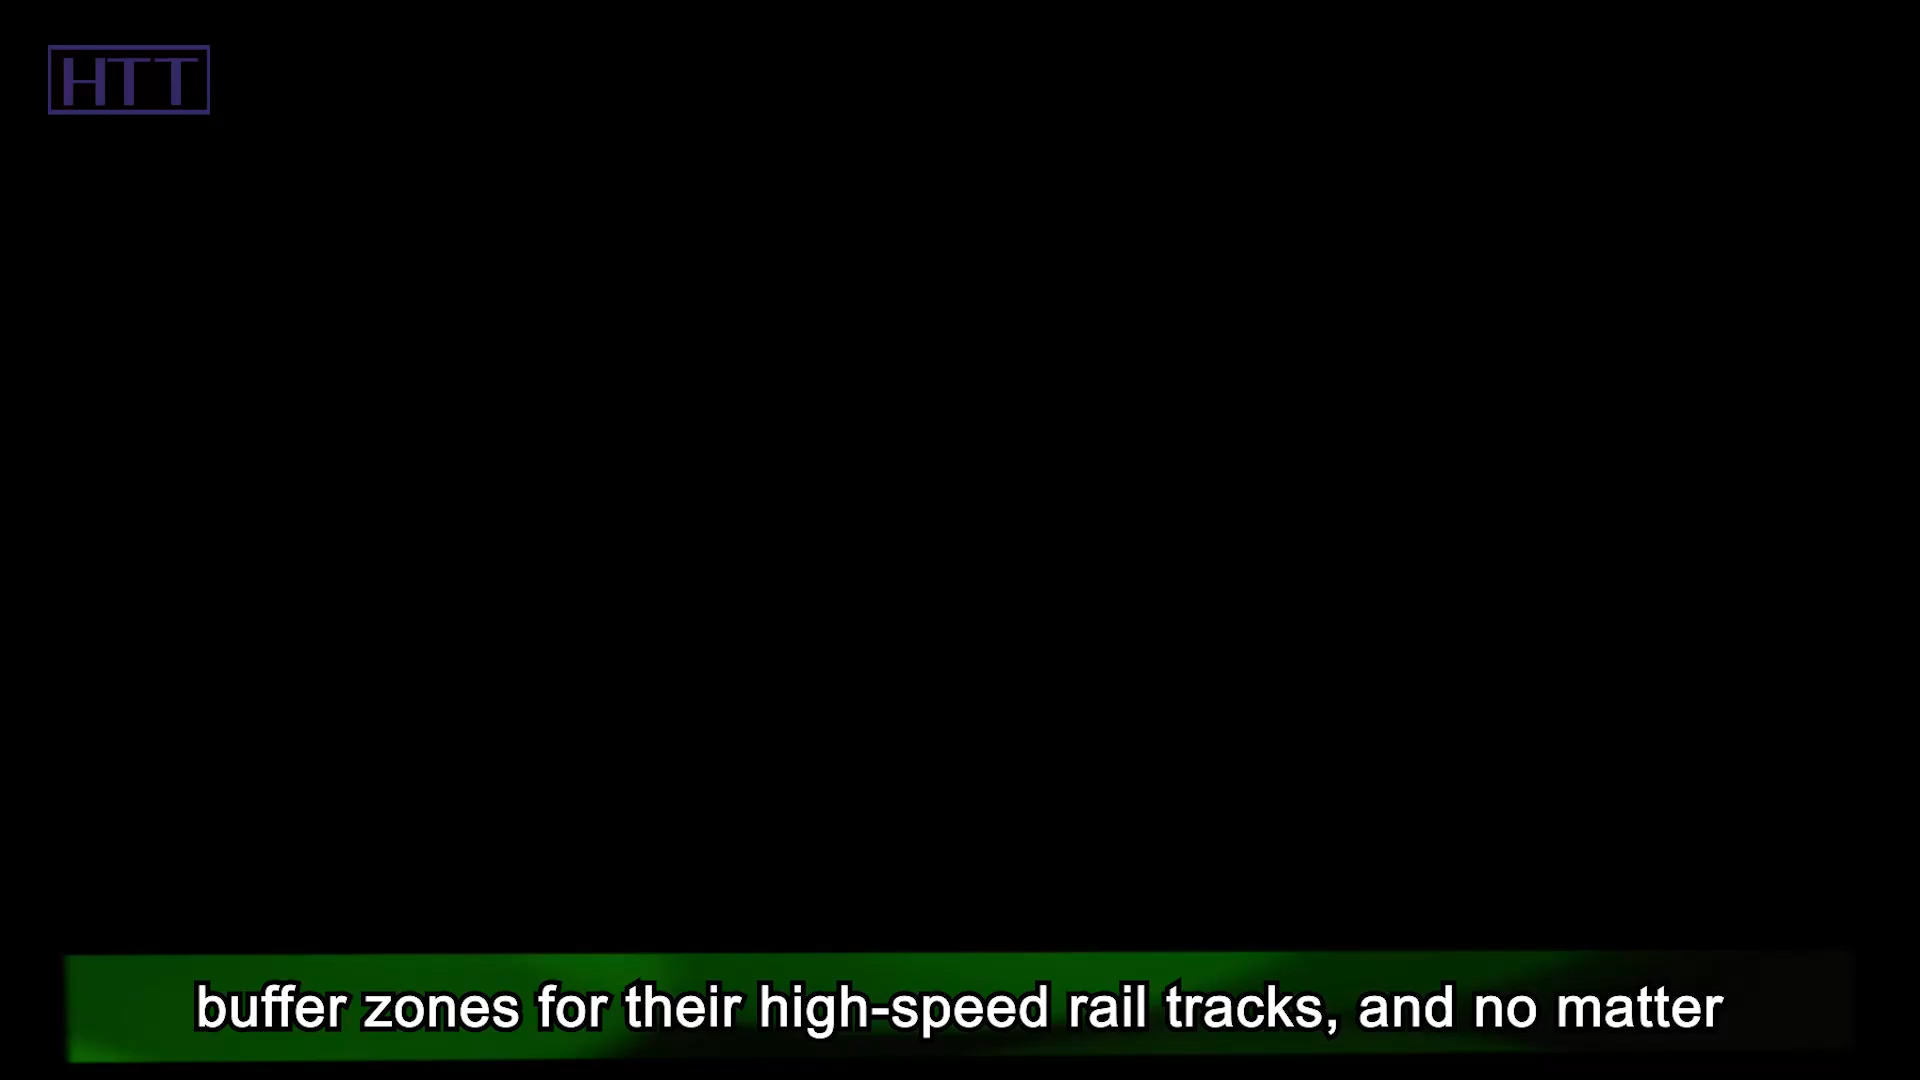 HTT
buffer zones for their high-speed rail tracks, and no matter